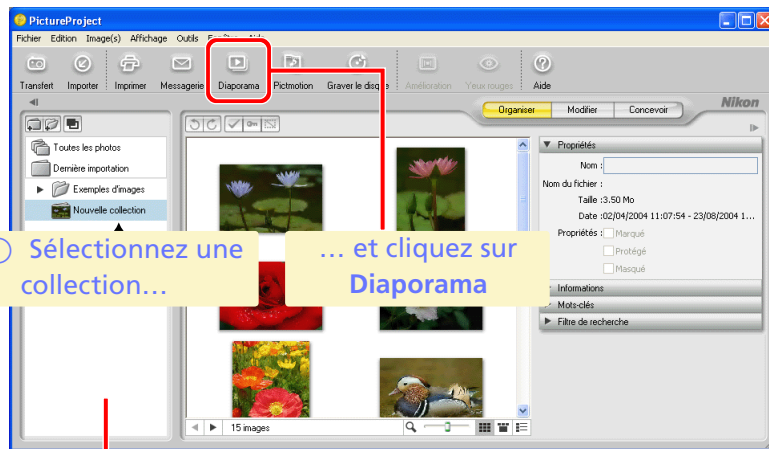 PictureProject
Fichier Edition Image(s) Affichage Outils Fenêtre Aide
Transfert Importer Imprimer Messagerie Diaporama Pictmotion Graver le disque Amélioration Yeux rouges Aide
Organiser Modifier Concevoir Nikon
Toutes les photos
Dernière importation
Exemples d'images
Nouvelle collection
Sélectionnez une
collection…
… et cliquez sur
Diaporama
15 images
Propriétés
Nom :
Nom du fichier :
Taille :3.50 Mo
Date :02/04/2004 11:07:54 - 23/08/2004 1...
Propriétés : Marqué
Protégé
Masqué
Informations
Mots-clés
Filtre de recherche